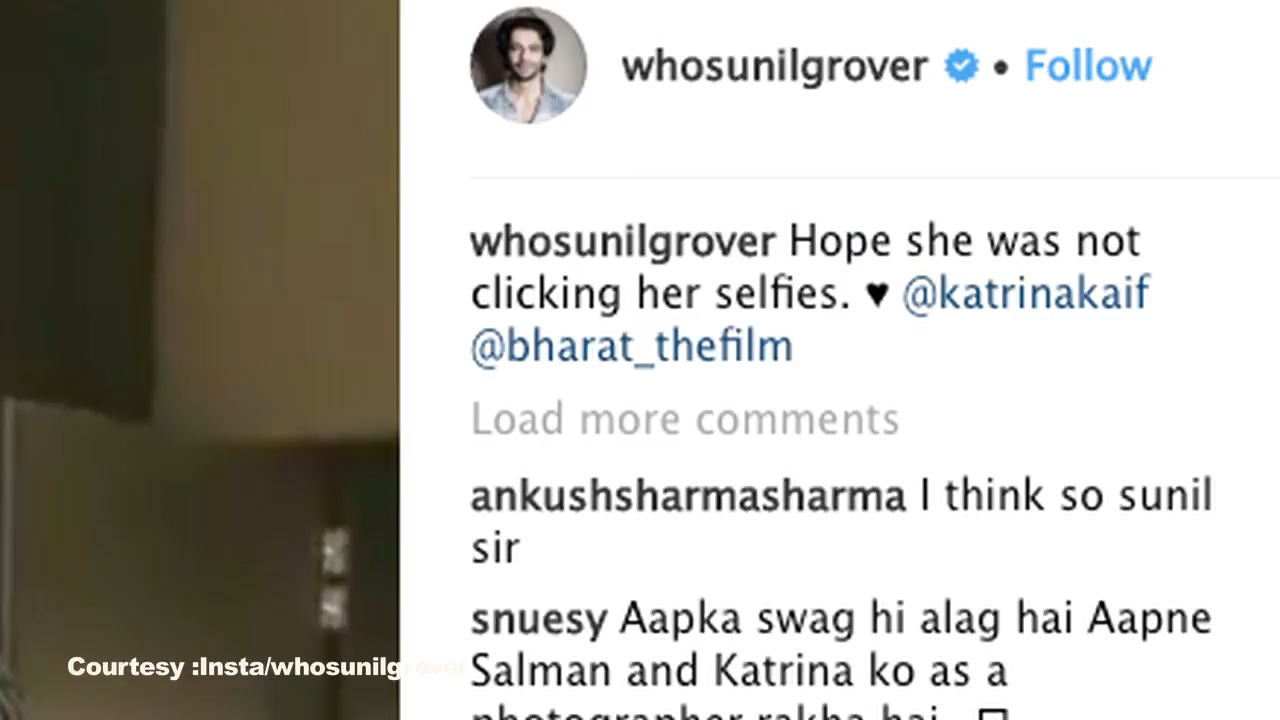 whosunilgrover • Follow
whosunilgrover Hope she was not
clicking her selfies. ♥ @katrinakaif
@bharat_thefilm
Load more comments
ankushsharmasharma I think so sunil
sir
snuesy Aapka swag hi alag hai Aapne
Salman and Katrina ko as a
photographer rakha hai
Courtesy :Insta/whosunilgrover